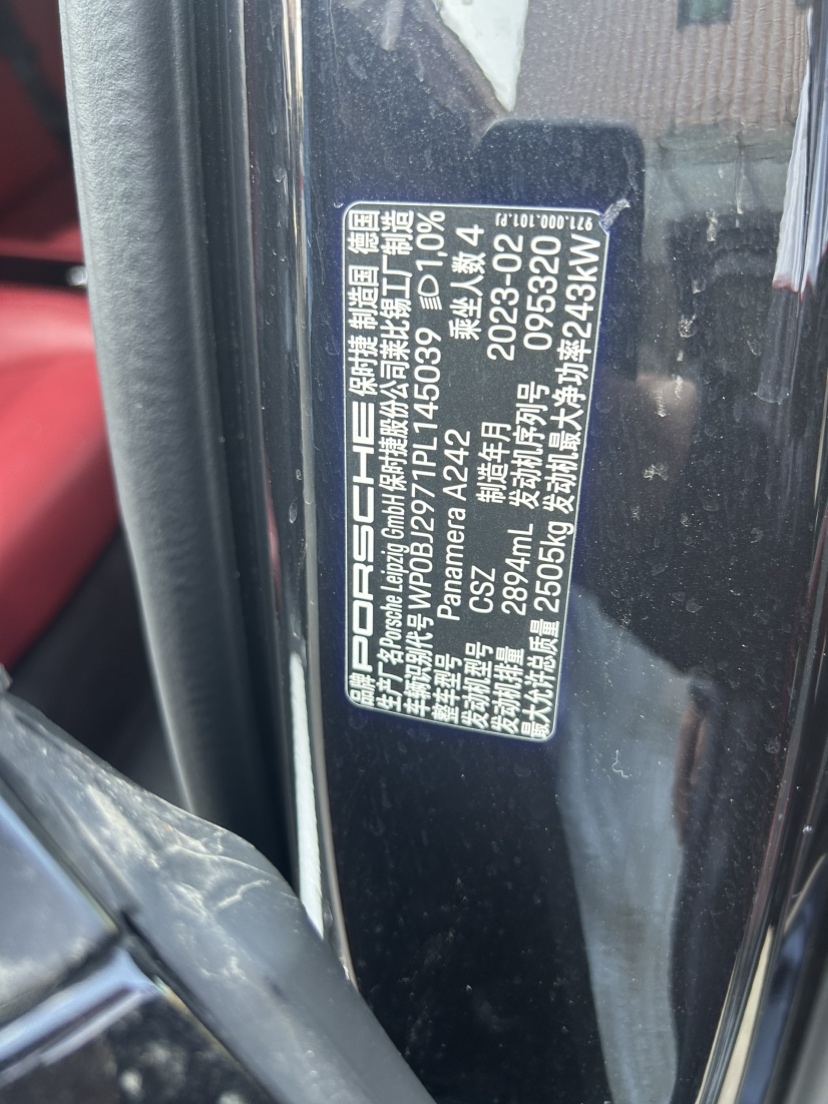 品牌 PORSCHE 保时捷 制造国 德国
生产厂名 Porsche Leipzig GmbH 保时捷股份公司莱比锡工厂制造
车辆识别代号 WP0BJ2971PL145039 1,0%
整车型号 Panamera A242 乘坐人数 4
发动机型号 CSZ 制造年月 2023-02
发动机排量 2894mL 发动机序列号 095320
最大允许总质量 2505kg 发动机最大净功率 243kW
971.000.101.PJ